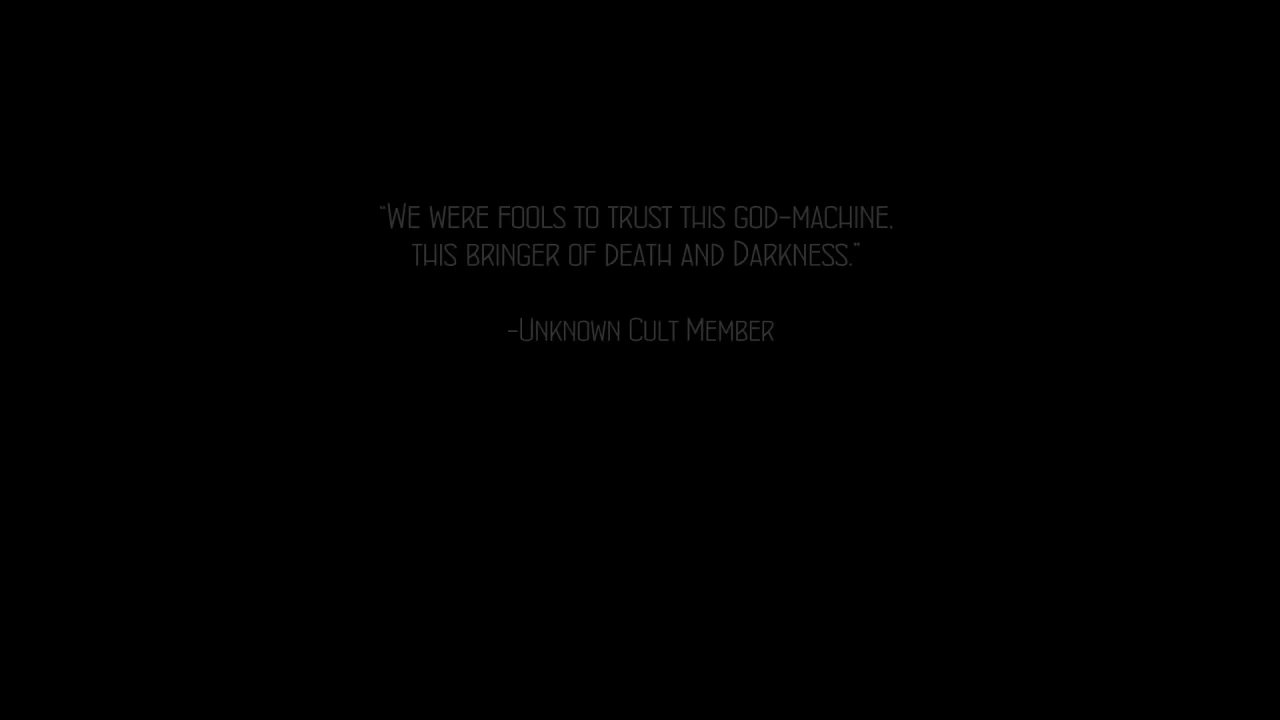 “We were fools to trust this god-machine,
this bringer of death and Darkness.”
-Unknown Cult Member